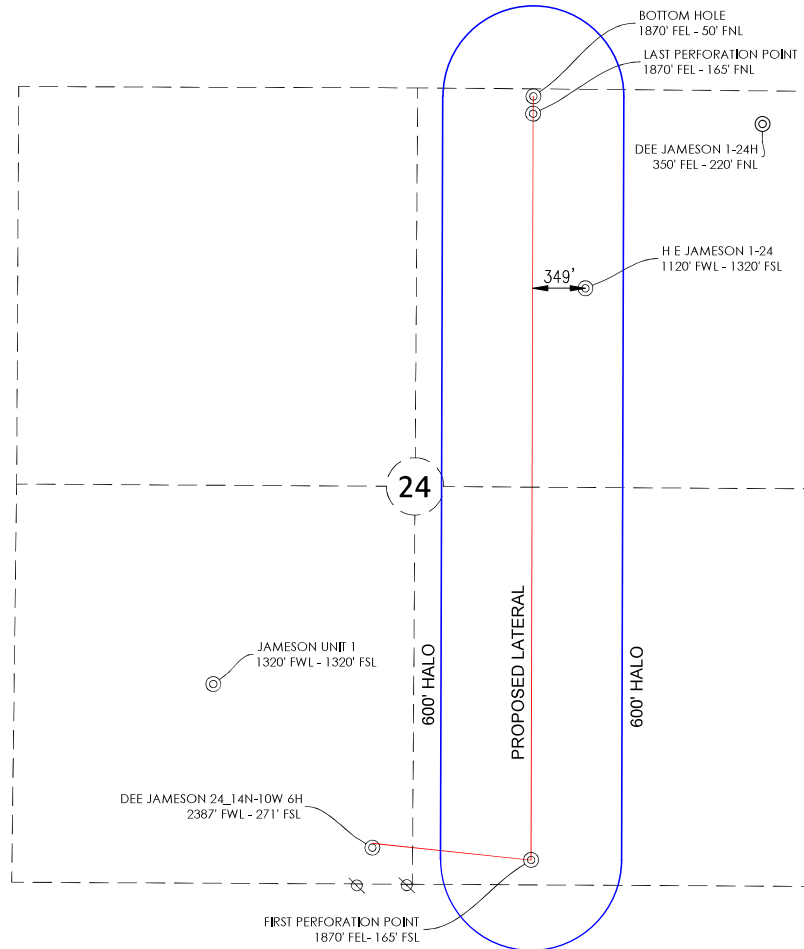 BOTTOM HOLE
1870' FEL - 50' FNL
LAST PERFORATION POINT
1870' FEL - 165' FNL
DEE JAMESON 1-24H
350' FEL - 220' FNL
H E JAMESON 1-24
1120' FWL - 1320' FSL
349'
24
PROPOSED LATERAL
600' HALO
600' HALO
JAMESON UNIT 1
1320' FWL - 1320' FSL
DEE JAMESON 24_14N-10W 6H
2387' FWL - 271' FSL
FIRST PERFORATION POINT
1870' FEL- 165' FSL